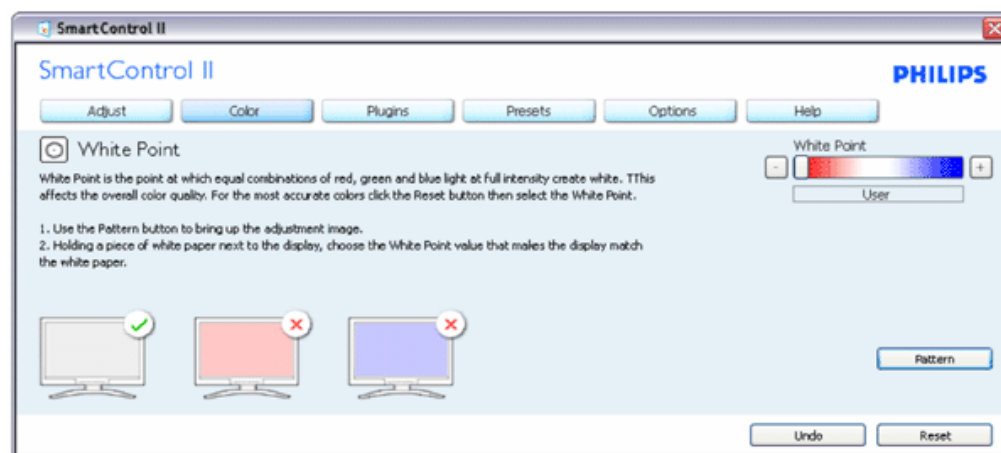 SmartControl II
SmartControl II
PHILIPS
Adjust
Color
Plugins
Presets
Options
Help
White Point
White Point is the point at which equal combinations of red, green and blue light at full intensity create white. TThis
affects the overall color quality. For the most accurate colors click the Reset button then select the White Point.
1. Use the Pattern button to bring up the adjustment image.
2. Holding a piece of white paper next to the display, choose the White Point value that makes the display match
the white paper.
White Point
-
+
User
Pattern
Undo
Reset